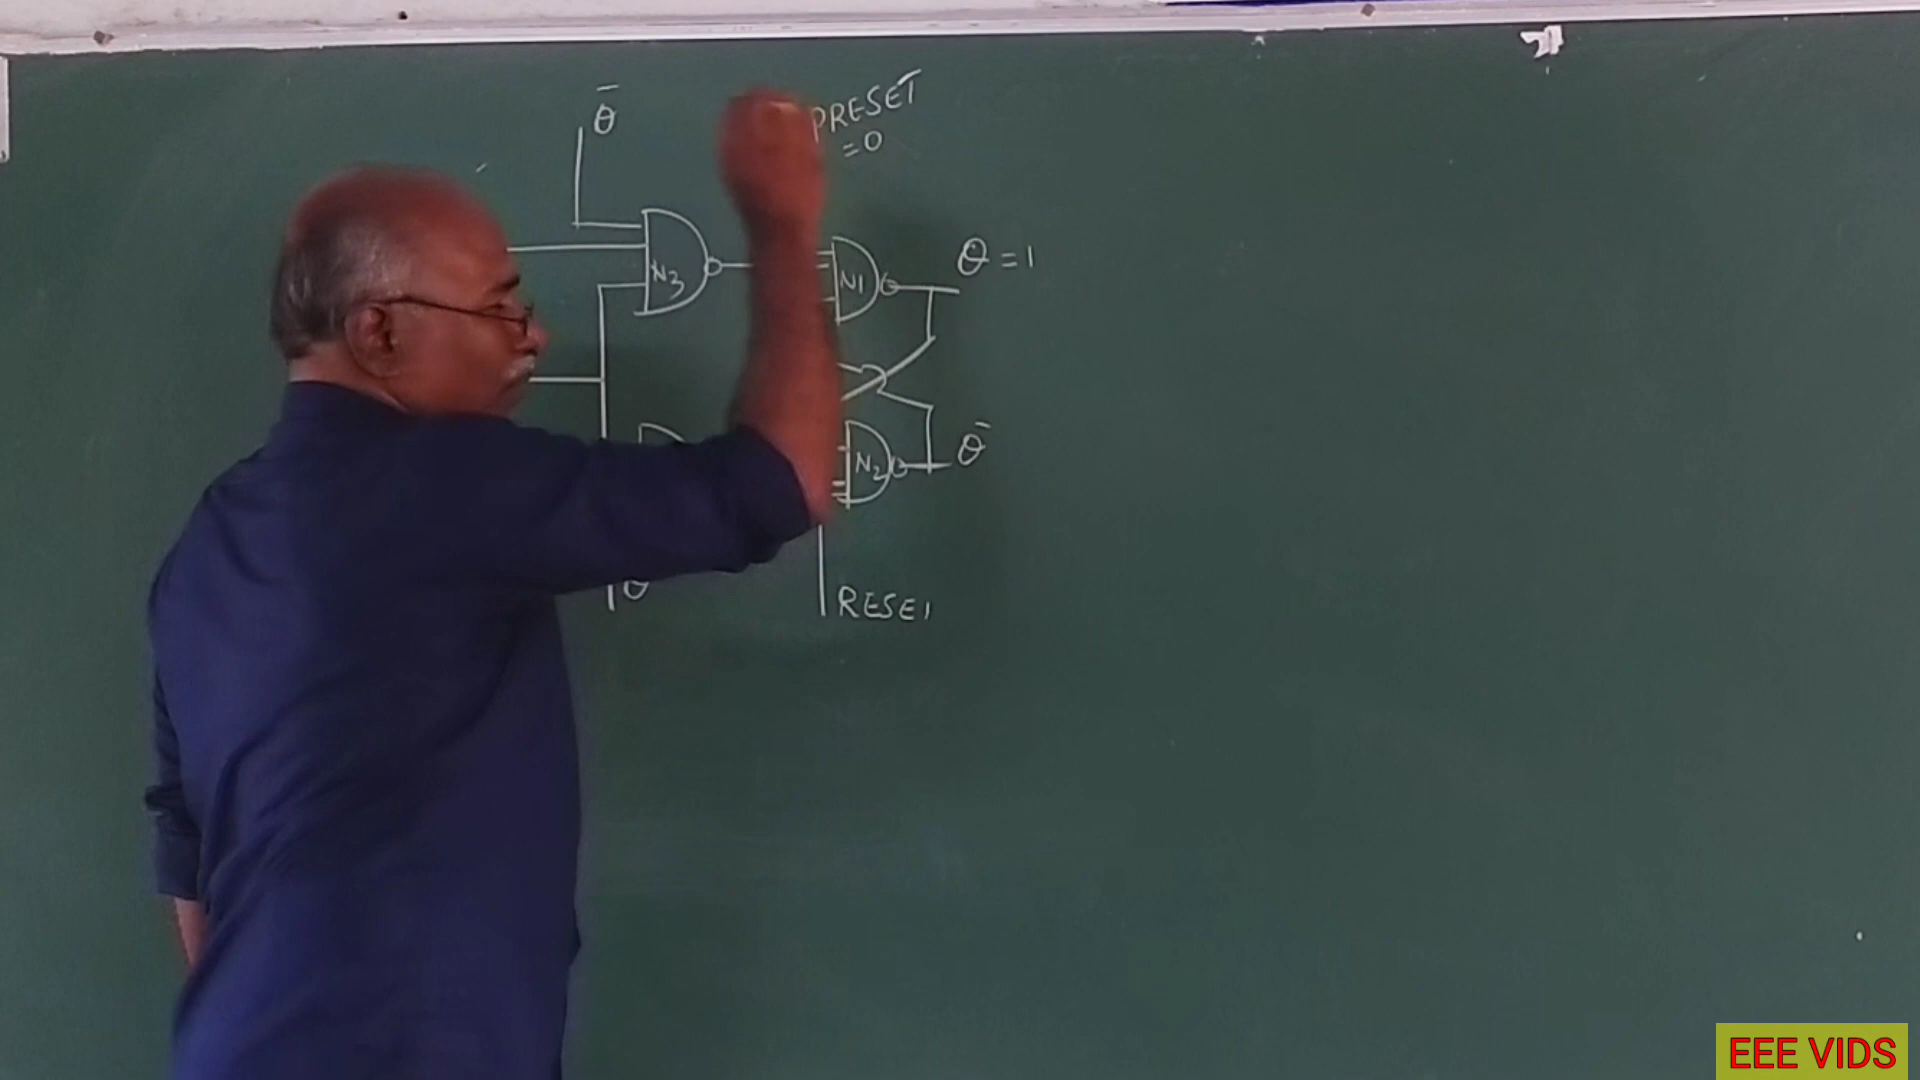 Q̅
PRESET
=0
N3
N1
Q=1
N2
Q̅
Q
RESET
EEE VIDS